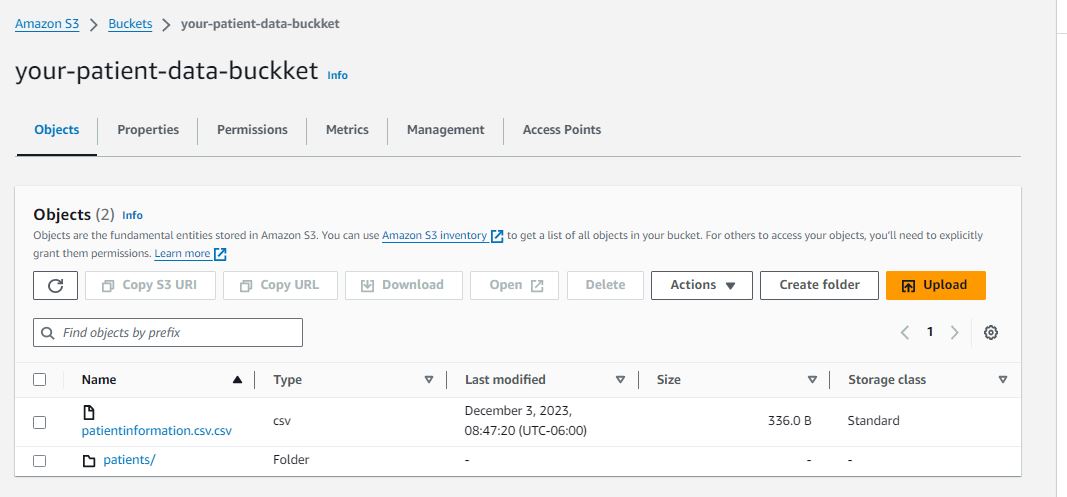 Amazon S3 > Buckets > your-patient-data-buckket
your-patient-data-buckket Info
Objects Properties Permissions Metrics Management Access Points
Objects (2) Info
Objects are the fundamental entities stored in Amazon S3. You can use Amazon S3 inventory to get a list of all objects in your bucket. For others to access your objects, you'll need to explicitly
grant them permissions. Learn more
Copy S3 URI Copy URL Download Open Delete Actions Create folder Upload
Find objects by prefix 1
Name Type Last modified Size Storage class
patientinformation.csv.csv csv December 3, 2023, 336.0 B Standard
08:47:20 (UTC-06:00)
patients/ Folder - - -